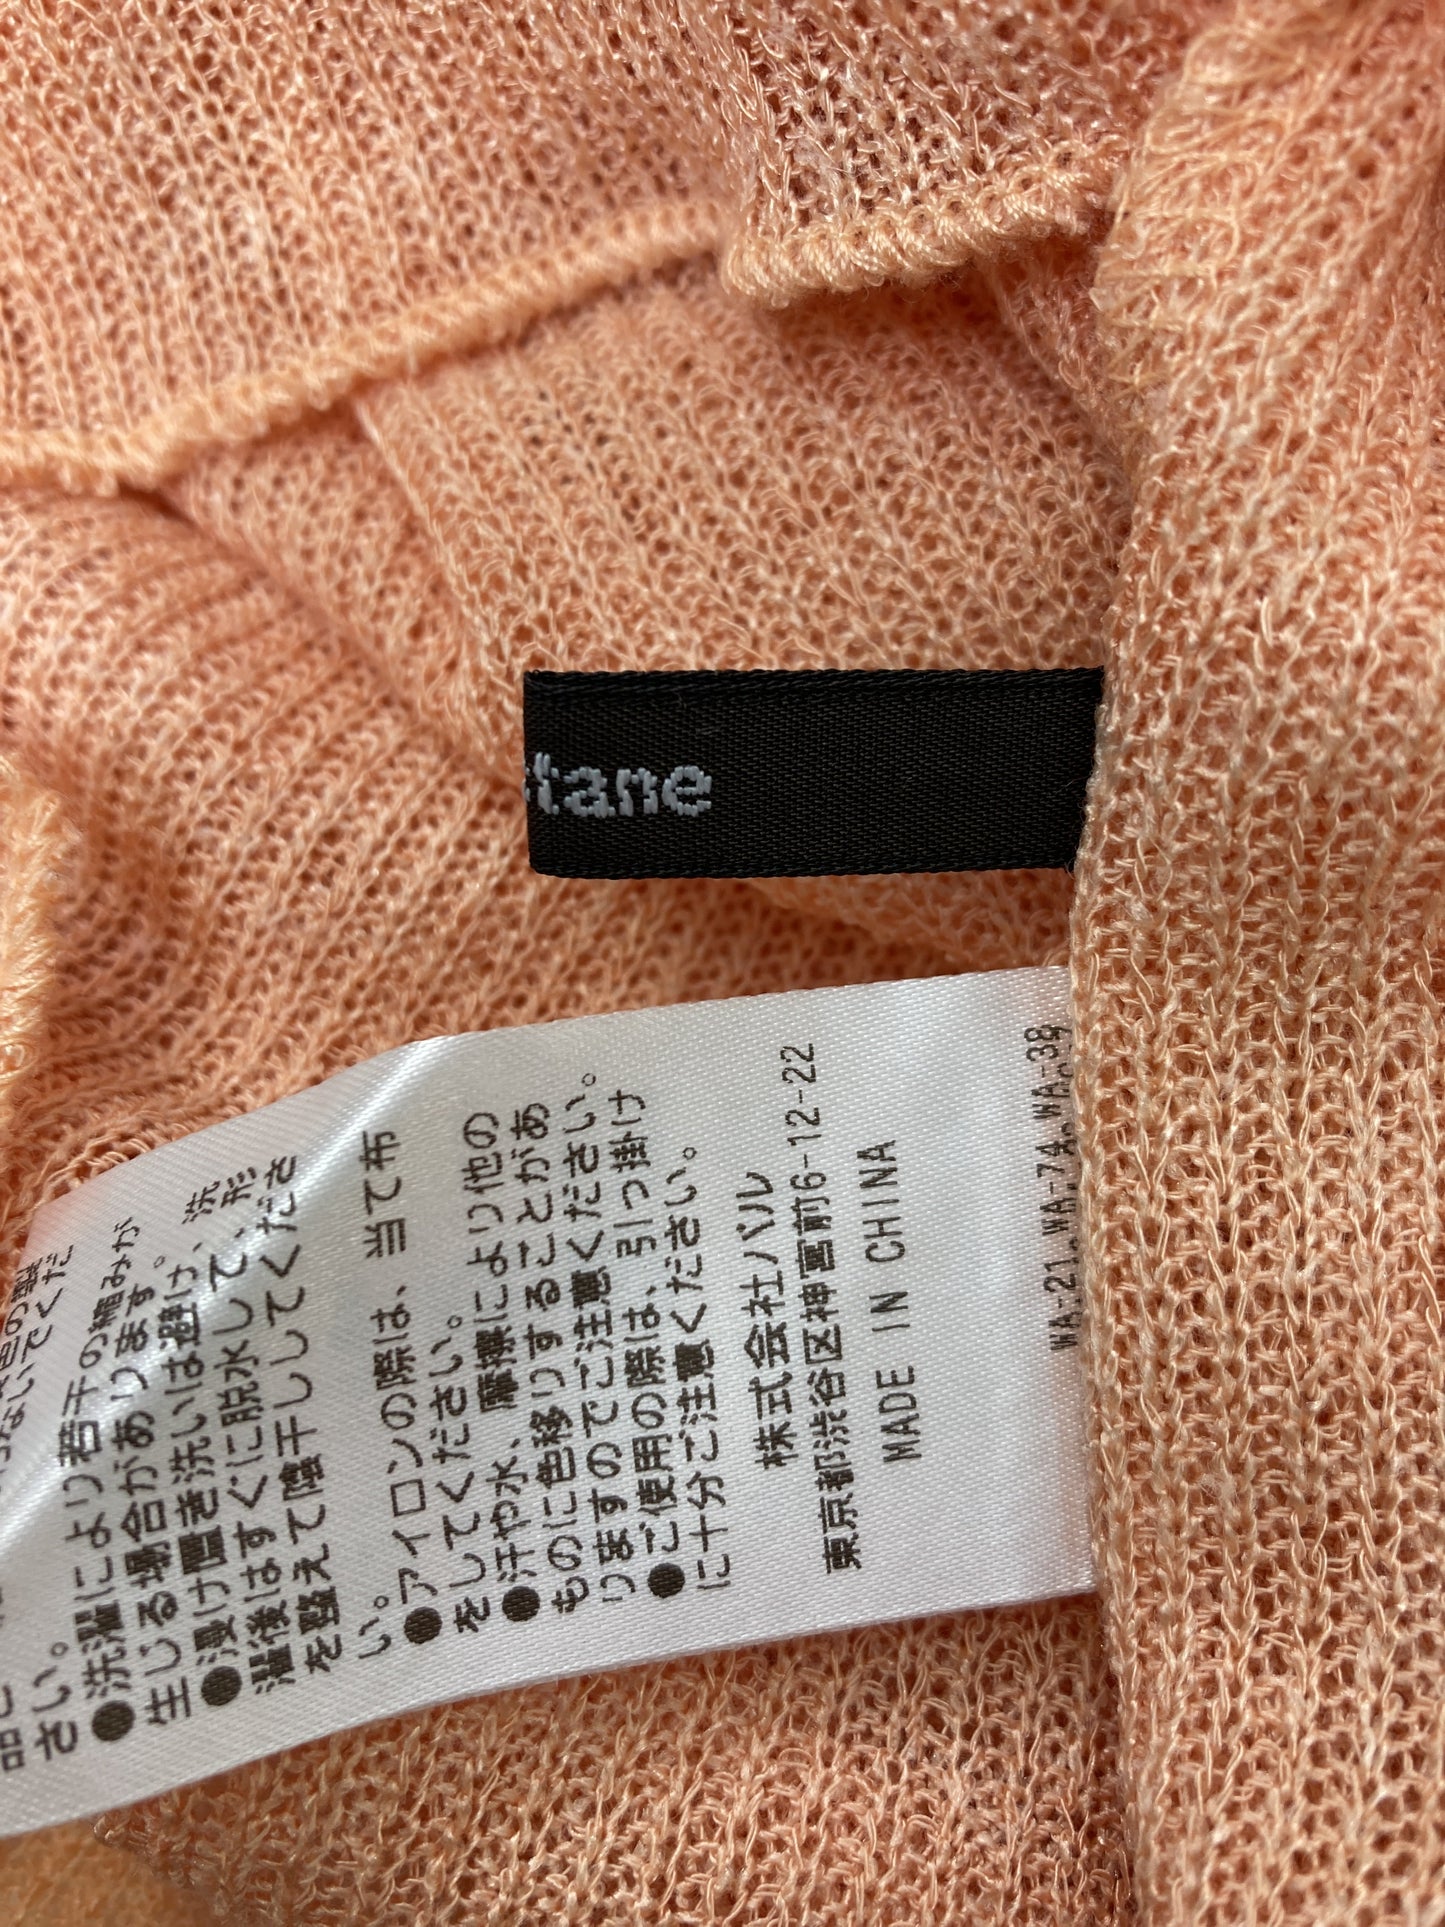 stane
さい。
●洗濯により若干の縮みが
生じる場合があります。
●浸け置き洗いは避け、洗
濯後はすぐに脱水して、形
を整えて陰干ししてくださ
い。
●アイロンの際は、当て布
をしてください。
●汗や水、摩擦により他の
ものに色移りすることがあ
りますのでご注意ください。
●ご使用の際は、引っ掛け
に十分ご注意ください。
株式会社バル
東京都渋谷区神宮前6-12-22
MADE IN CHINA
WA-21,WA-74,WA-38